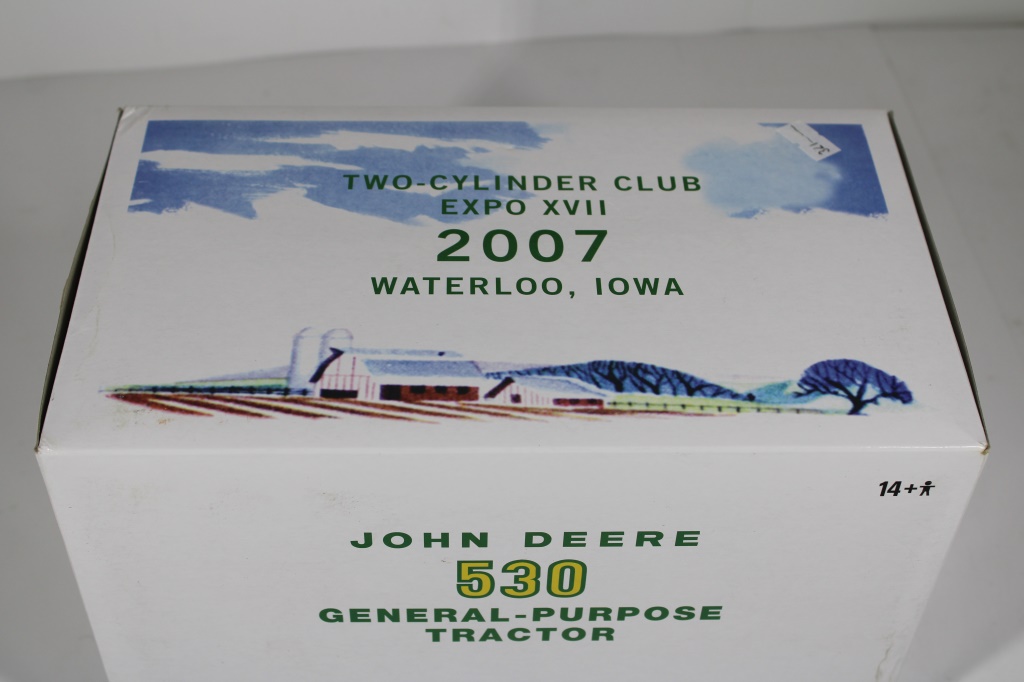 TWO-CYLINDER CLUB
EXPO XVII
2007
WATERLOO, IOWA
14+
JOHN DEERE
530
GENERAL-PURPOSE
TRACTOR